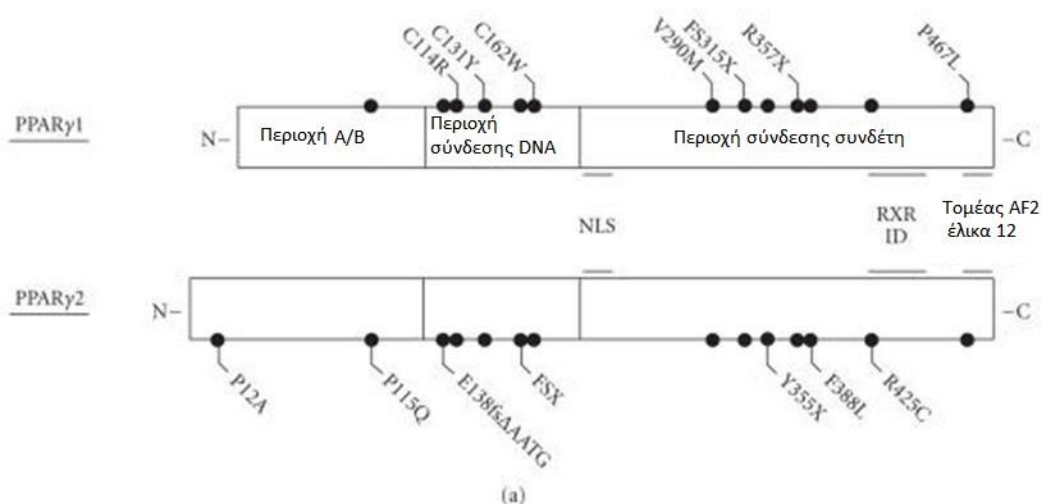 C114R
C131Y
C162W
V290M
FS315X
R357X
P467L
PPARγ1
N–
Περιοχή A/B
Περιοχή
σύνδεσης DNA
Περιοχή σύνδεσης συνδέτη
–C
NLS
RXR
ID
Τομέας AF2
έλικα 12
PPARγ2
N–
–C
P12A
P115Q
E138fsΔAATG
FSX
Y355X
F388L
R425C
(a)